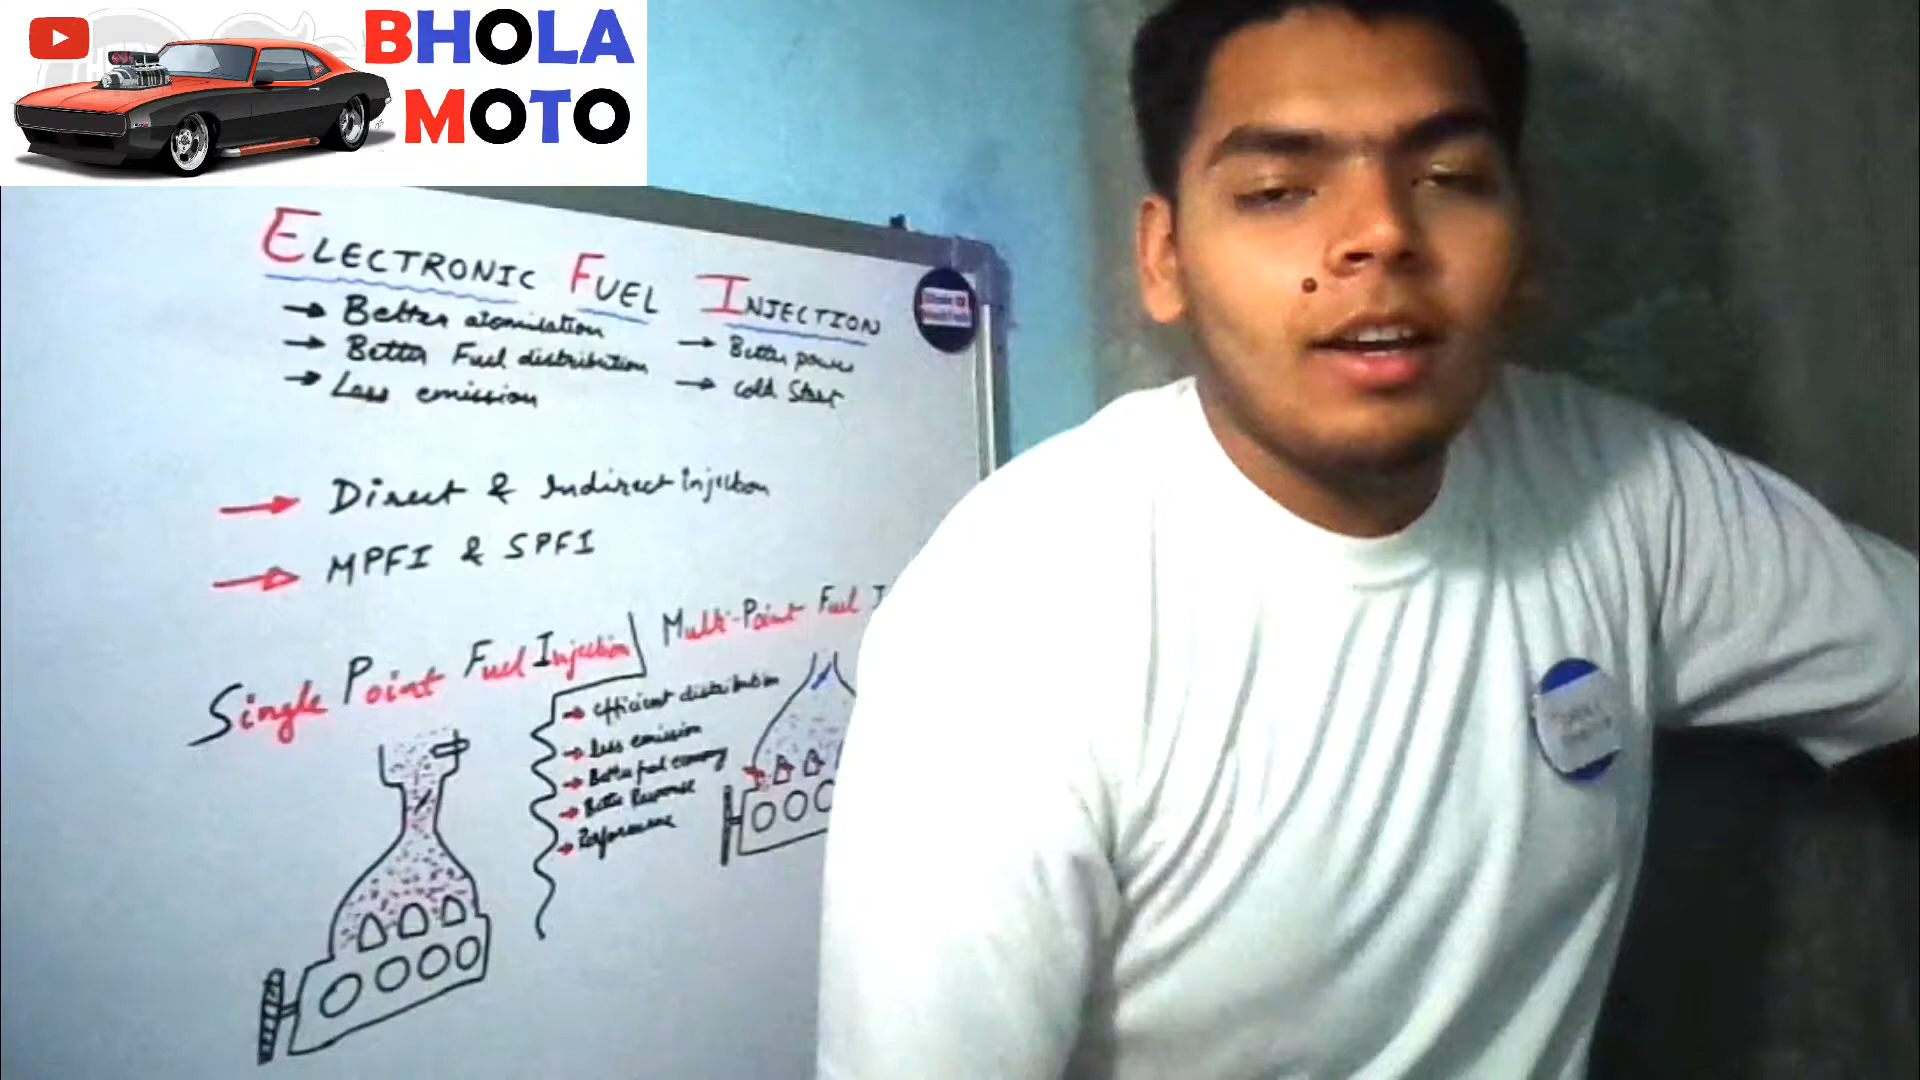 BHOLA
MOTO
ELECTRONIC FUEL INJECTION
→ Better atomisation
→ Better Fuel distribution
→ Less emission
→ Better power
→ Cold Start
→ Direct & Indirect injection
→ MPFI & SPFI
Single Point Fuel Injection
Multi-Point Fuel I
→ efficient distribution
→ less emission
→ Better fuel economy
→ Better Response
→ Performance